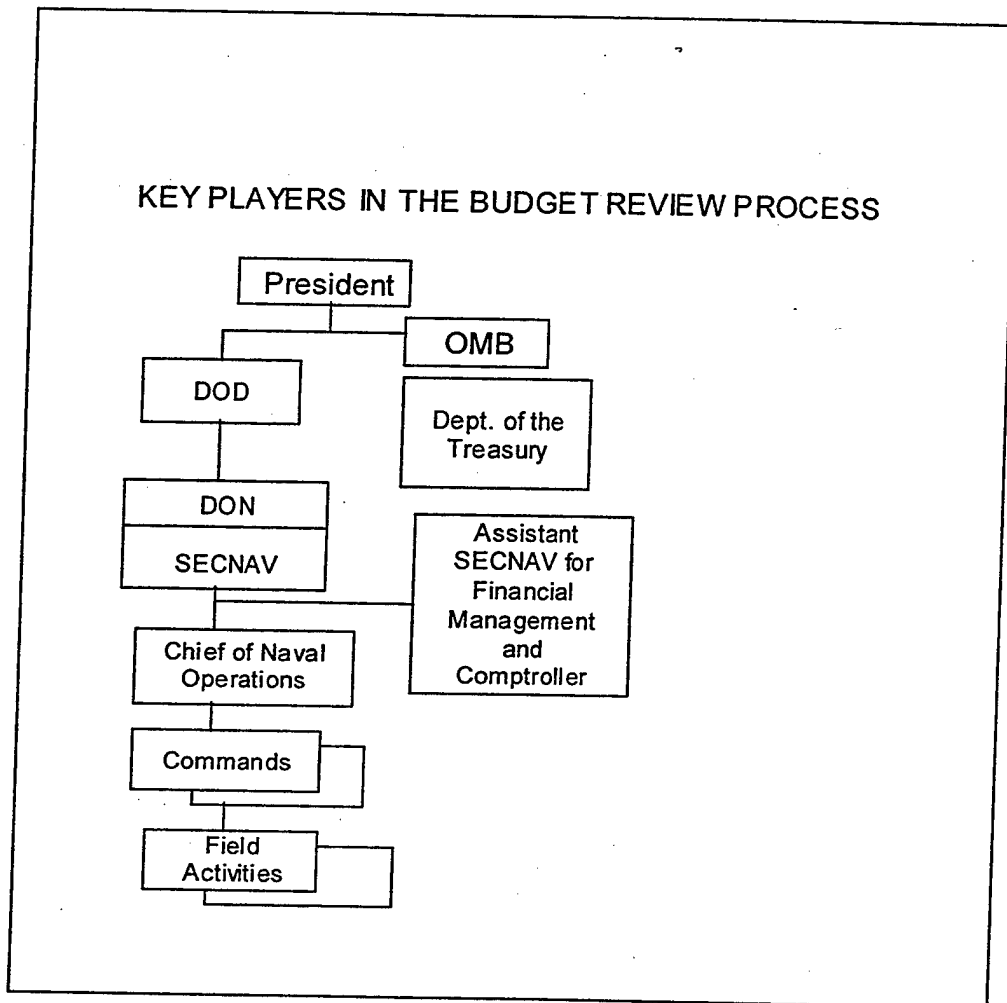 KEY PLAYERS IN THE BUDGET REVIEW PROCESS
President
OMB
DOD
Dept. of the
Treasury
DON
SECNAV
Assistant
SECNAV for
Financial
Management
and
Comptroller
Chief of Naval
Operations
Commands
Field
Activities